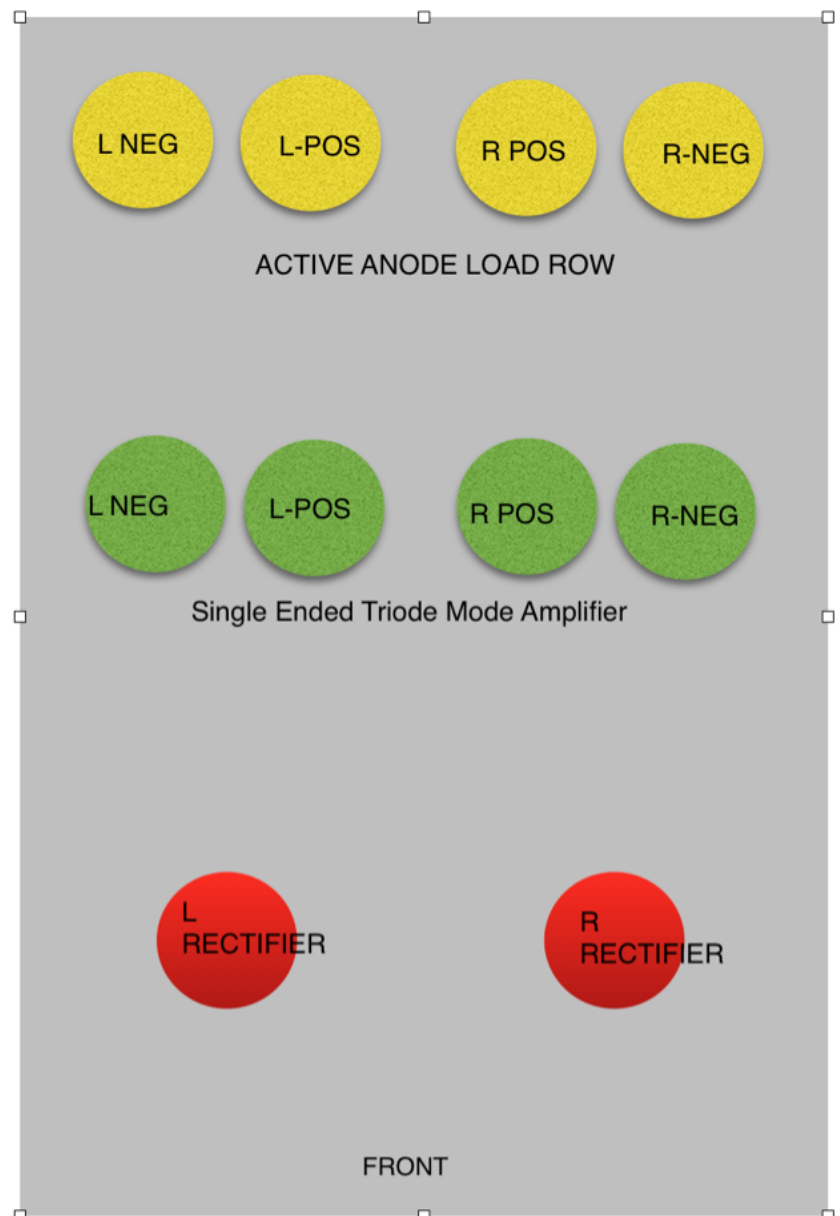 L NEG
L-POS
R POS
R-NEG
ACTIVE ANODE LOAD ROW
L NEG
L-POS
R POS
R-NEG
Single Ended Triode Mode Amplifier
L
RECTIFIER
R
RECTIFIER
FRONT